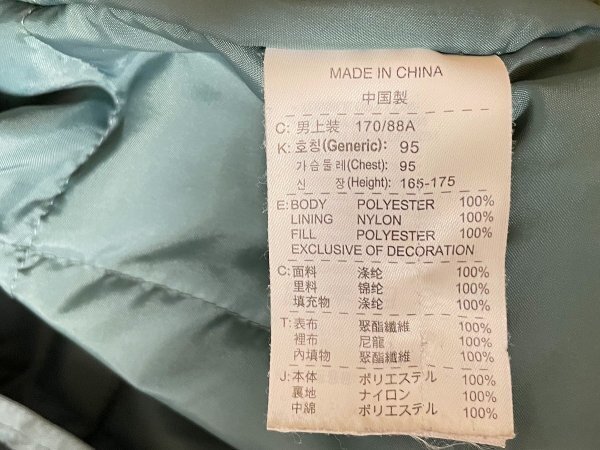 MADE IN CHINA
中国製
C: 男上装 170/88A
K: 호칭(Generic): 95
가슴둘레(Chest): 95
신 장(Height): 165-175
E: BODY POLYESTER 100%
LINING NYLON 100%
FILL POLYESTER 100%
EXCLUSIVE OF DECORATION
C: 面料 涤纶 100%
里料 锦纶 100%
填充物 涤纶 100%
T: 表布 聚酯纖維 100%
裡布 尼龍 100%
內填物 聚酯纖維 100%
J: 本体 ポリエステル 100%
裏地 ナイロン 100%
中綿 ポリエステル 100%